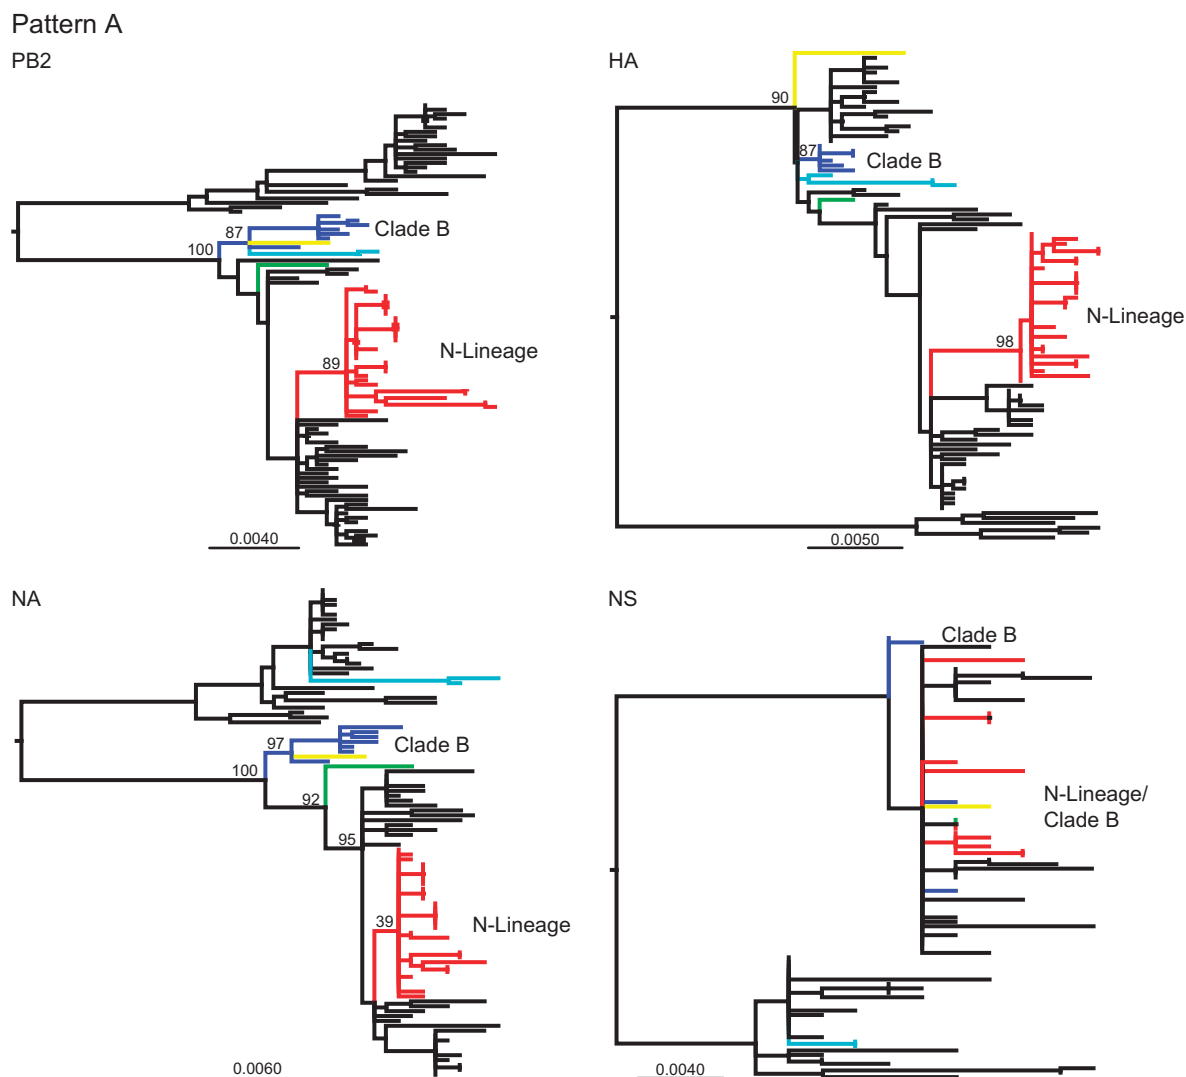 Pattern A
PB2
87
Clade B
100
89
N-Lineage
0.0040
HA
90
87
Clade B
98
N-Lineage
0.0050
NA
97
Clade B
100
92
95
39
N-Lineage
0.0060
NS
Clade B
N-Lineage/
Clade B
0.0040